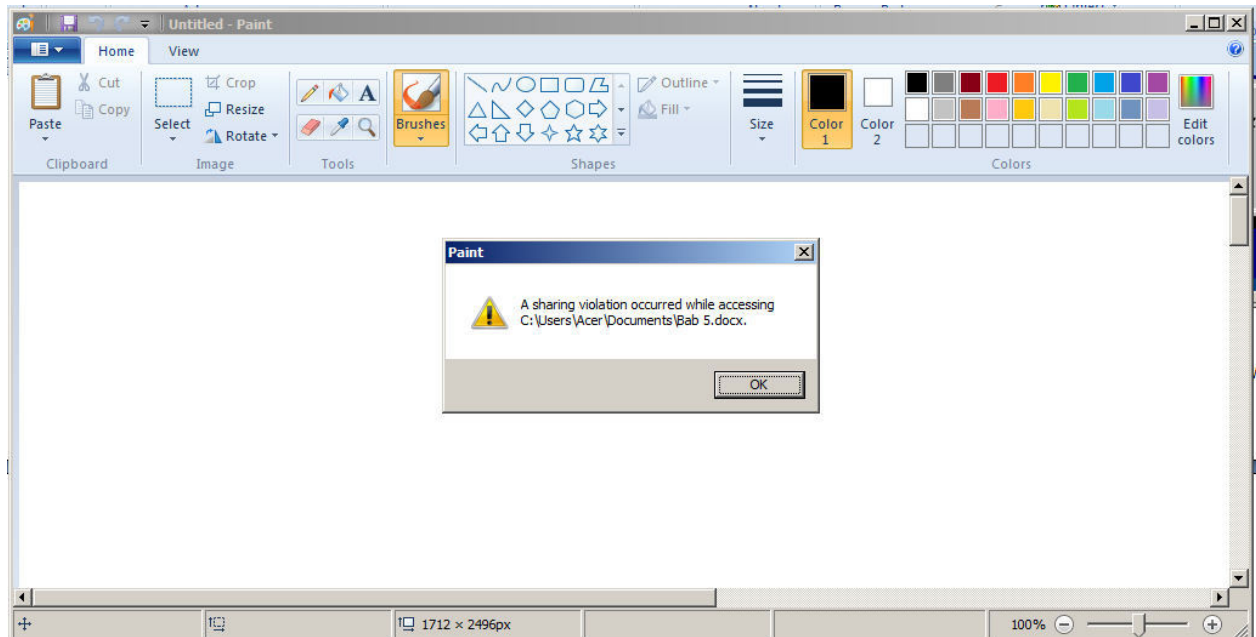 Untitled - Paint
Home View
Cut
Copy
Paste
Clipboard
Select
Crop
Resize
Rotate
Image
A
Tools
Brushes
Outline
Fill
Shapes
Size
Color 1
Color 2
Edit colors
Colors
Paint
A sharing violation occurred while accessing
C:\Users\Acer\Documents\Bab 5.docx.
OK
1712 × 2496px
100%